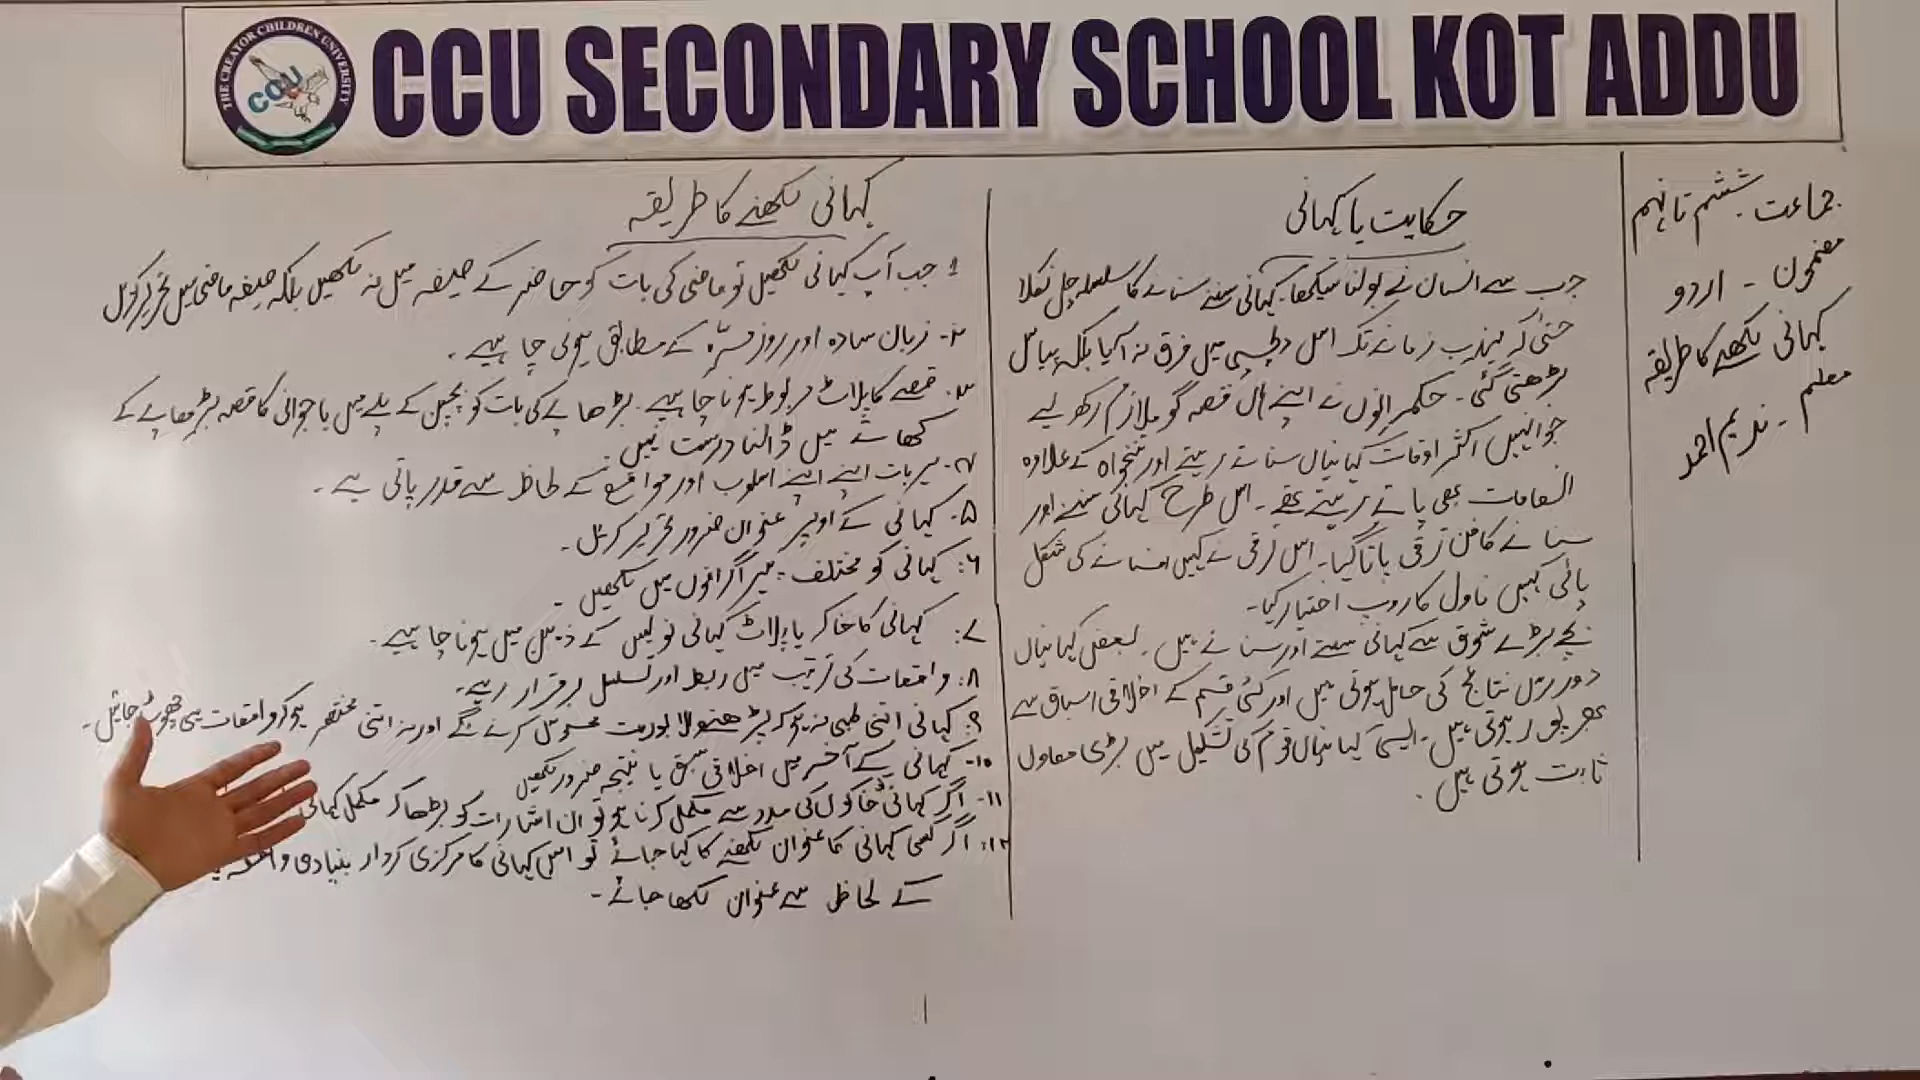 THE CREATOR CHILDREN UNIVERSITY
CCU
CCU SECONDARY SCHOOL KOT ADDU
جماعت ششم تا نہم
مضمون - اردو
کہانی لکھنے کا طریقہ
معلم - ندیم احمد
حکایت یا کہانی
جب سے انسان نے بولنا سیکھا۔ کہانی سننے سنانے کا سلسلہ چل نکلا
حتیٰ کہ مہذب زمانے تک اس دلچسپی میں فرق نہ آیا بلکہ پیاس
بڑھتی گئی۔ حکمرانوں نے اپنے ہاں قصہ گو ملازم رکھ لیے
جو انہیں اکثر اوقات کہانیاں سناتے رہتے اور تنخواہ کے علاوہ
انعامات بھی پاتے رہتے تھے۔ اس طرح کہانی سننے اور
سنانے کا فن ترقی پاتا گیا۔ اس ترقی نے کہیں افسانے کی شکل
پائی کہیں ناول کا روپ اختیار کیا۔
بچے بڑے شوق سے کہانی سنتے اور سناتے ہیں۔ بعض کہانیاں
دور رس نتائج کی حامل ہوتی ہیں اور کئی قسم کے اخلاقی اسباق سے
بھرپور ہوتی ہیں۔ ایسی کہانیاں قوم کی تشکیل میں بڑی معاون
ثابت ہوتی ہیں۔
کہانی لکھنے کا طریقہ
1 جب آپ کہانی لکھیں تو ماضی کی بات کو حاضر کے صیغہ میں نہ لکھیں بلکہ صیغہ ماضی میں تحریر کریں
۲- زبان سادہ اور روزمرّہ کے مطابق ہونی چاہیے۔
۳- قصے کا پلاٹ مربوط ہونا چاہیے۔ بڑھاپے کی بات کو بچپن کے پلے میں یا جوانی کا قصہ بڑھاپے کے
کھاتے میں ڈالنا درست نہیں
۴- ہر بات اپنے اپنے اسلوب اور مواقع کے لحاظ سے قدر پاتی ہے۔
۵- کہانی کے اوپر عنوان ضرور تحریر کریں۔
۶: کہانی کو مختلف پیراگرافوں میں لکھیں۔
۷: کہانی کا خاکہ یا پلاٹ کہانی نویس کے ذہن میں ہونا چاہیے۔
۸: واقعات کی ترتیب میں ربط اور تسلسل برقرار رہے۔
۹: کہانی اتنی لمبی نہ ہو کہ پڑھنے والا بوریت محسوس کرنے لگے اور نہ اتنی مختصر ہو کہ واقعات ہی چھوٹ جائیں۔
۱۰- کہانی کے آخر میں اخلاقی سبق یا نتیجہ ضرور لکھیں
۱۱- اگر کہانی خاکوں کی مدد سے مکمل کرنا ہو تو ان اشارات کو بڑھا کر مکمل کہانی
۱۲: اگر کسی کہانی کا عنوان لکھنے کا کہا جائے تو اس کہانی کا مرکزی کردار بنیادی
کے لحاظ سے عنوان لکھا جائے۔